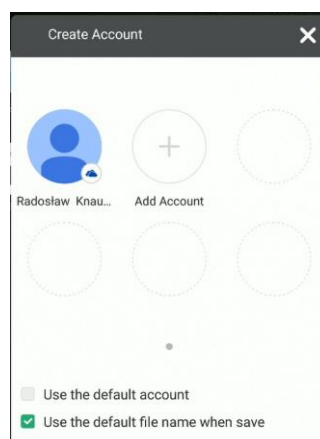 Create Account
Radosław Knau...
Add Account
Use the default account
Use the default file name when save